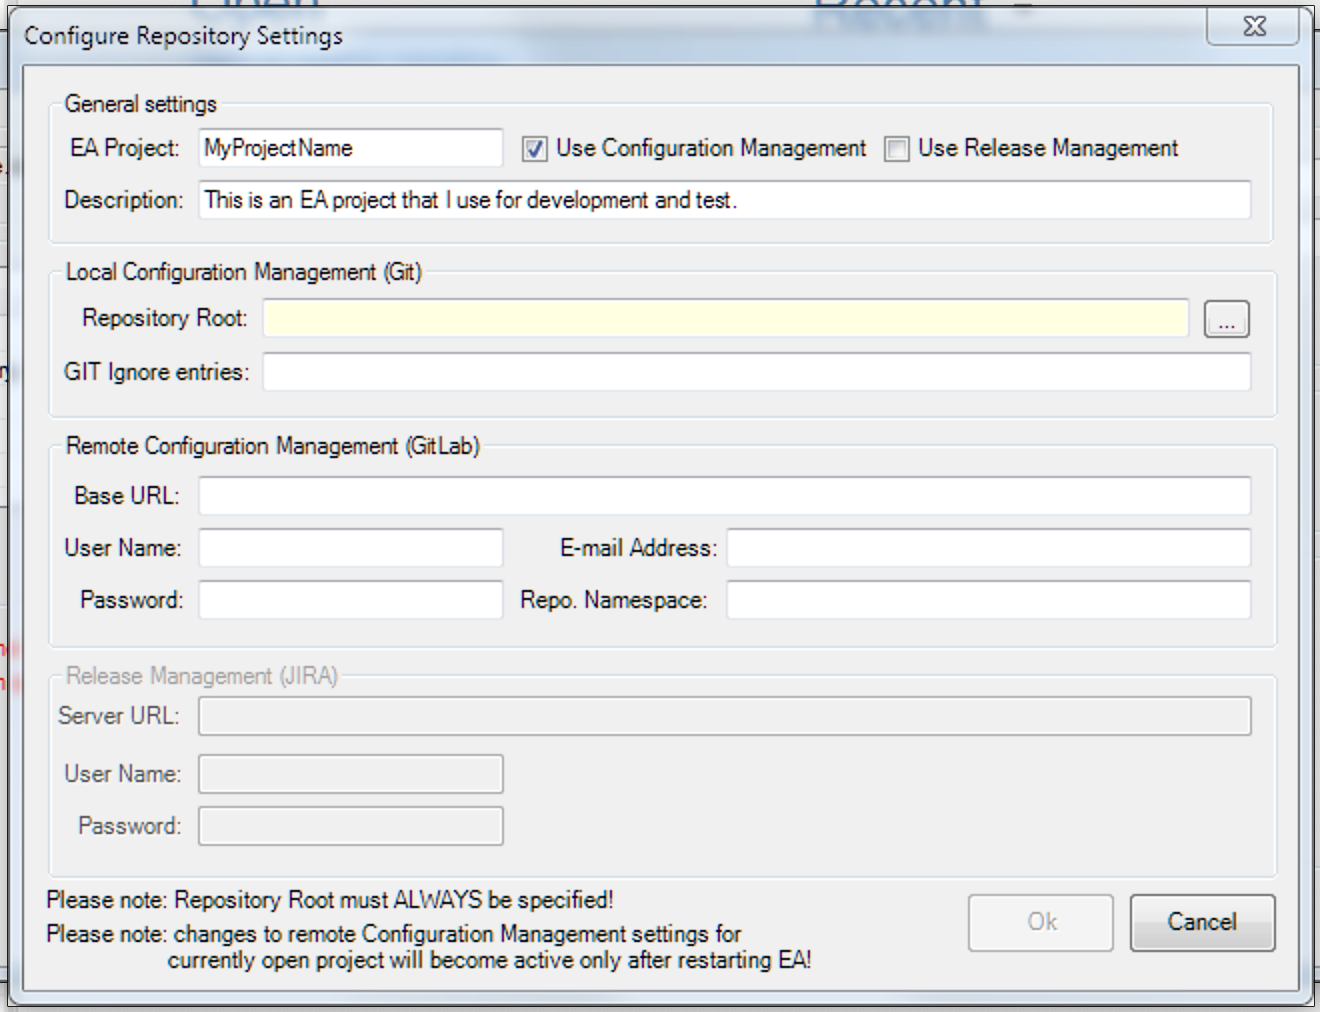 Configure Repository Settings
General settings
EA Project: MyProjectName Use Configuration Management Use Release Management
Description: This is an EA project that I use for development and test.
Local Configuration Management (Git)
Repository Root: ...
GIT Ignore entries:
Remote Configuration Management (GitLab)
Base URL:
User Name: E-mail Address:
Password: Repo. Namespace:
Release Management (JIRA)
Server URL:
User Name:
Password:
Please note: Repository Root must ALWAYS be specified!
Please note: changes to remote Configuration Management settings for
currently open project will become active only after restarting EA!
Ok Cancel